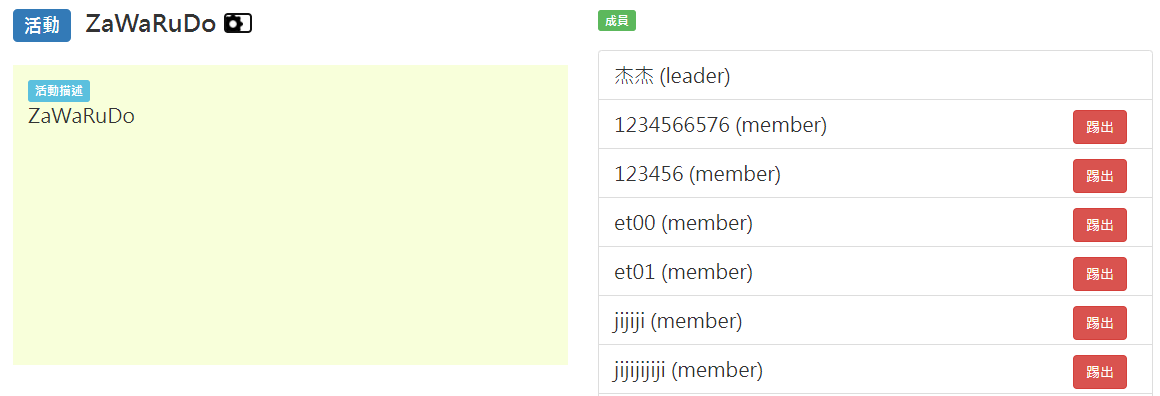 活動 ZaWaRuDo
活動描述
ZaWaRuDo
成員
杰杰 (leader)
1234566576 (member) 踢出
123456 (member) 踢出
et00 (member) 踢出
et01 (member) 踢出
jijiji (member) 踢出
jijijijiji (member) 踢出